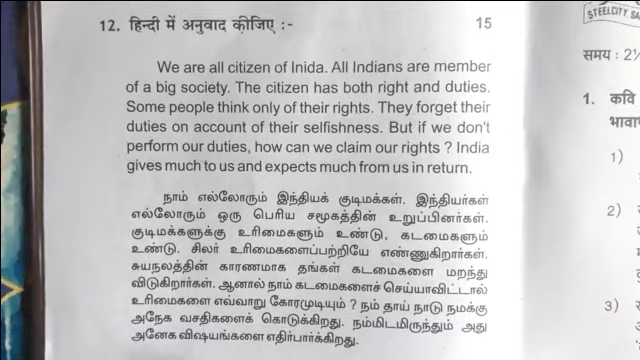 12. हिन्दी में अनुवाद कीजिए :- 15
We are all citizen of Inida. All Indians are member
of a big society. The citizen has both right and duties.
Some people think only of their rights. They forget their
duties on account of their selfishness. But if we don't
perform our duties, how can we claim our rights ? India
gives much to us and expects much from us in return.
நாம் எல்லோரும் இந்தியக் குடிமக்கள். இந்தியர்கள்
எல்லோரும் ஒரு பெரிய சமூகத்தின் உறுப்பினர்கள்.
குடிமக்களுக்கு உரிமைகளும் உண்டு, கடமைகளும்
உண்டு. சிலர் உரிமைகளைப்பற்றியே எண்ணுகிறார்கள்.
சுயநலத்தின் காரணமாக தங்கள் கடமைகளை மறந்து
விடுகிறார்கள். ஆனால் நாம் கடமைகளைச் செய்யாவிட்டால்
உரிமைகளை எவ்வாறு கோரமுடியும் ? நம் தாய் நாடு நமக்கு
அநேக வசதிகளைக் கொடுக்கிறது. நம்மிடமிருந்தும் அது
அனேக விஷயங்களை எதிர்பார்க்கிறது.
STEELCITY,
समय : 2
1. कवि
1)
2)
3)